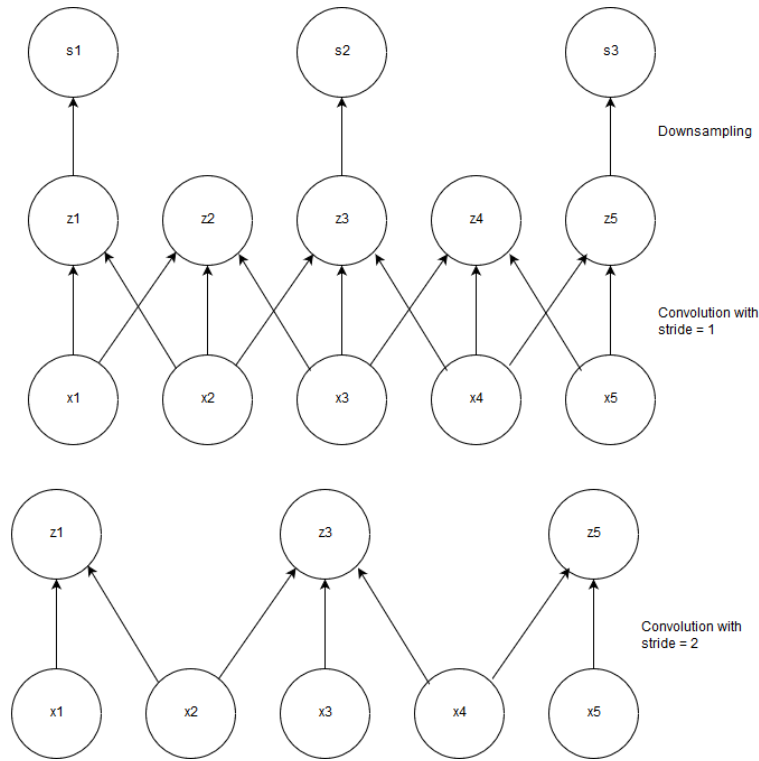 s1
s2
s3
Downsampling
z1
z2
z3
z4
z5
Convolution with
stride = 1
x1
x2
x3
x4
x5
z1
z3
z5
Convolution with
stride = 2
x1
x2
x3
x4
x5